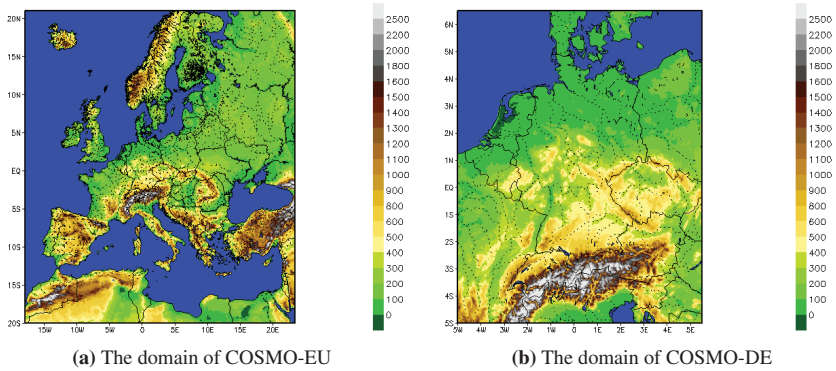 20N
15N
10N
5N
EQ
5S
10S
15S
20S
15W
10W
5W
0
5E
10E
15E
20E
2500
2200
2000
1800
1600
1500
1400
1300
1200
1100
1000
900
800
700
600
500
400
300
200
100
0
6N
5N
4N
3N
2N
1N
EQ
1S
2S
3S
4S
5S
5W
4W
3W
2W
1W
0
1E
2E
3E
4E
5E
2500
2200
2000
1800
1600
1500
1400
1300
1200
1100
1000
900
800
700
600
500
400
300
200
100
0
(a) The domain of COSMO-EU
(b) The domain of COSMO-DE